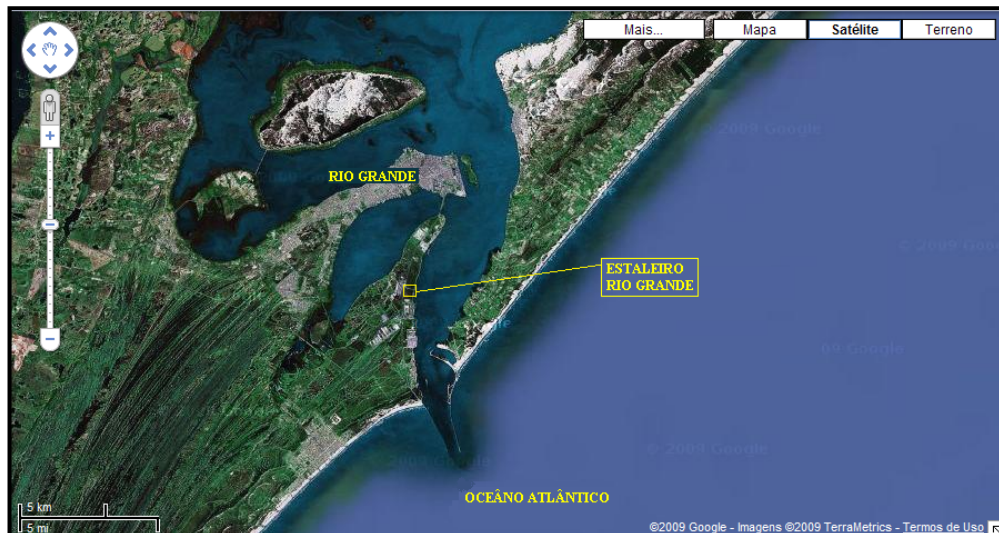 Mais...
Mapa
Satélite
Terreno
© 2009 Google
RIO GRANDE
© 2009 Google
ESTALEIRO
RIO GRANDE
09 Google
© 2009 Google
2009 Google
OCEÂNO ATLÂNTICO
5 km
5 mi
©2009 Google - Imagens ©2009 TerraMetrics - Termos de Uso